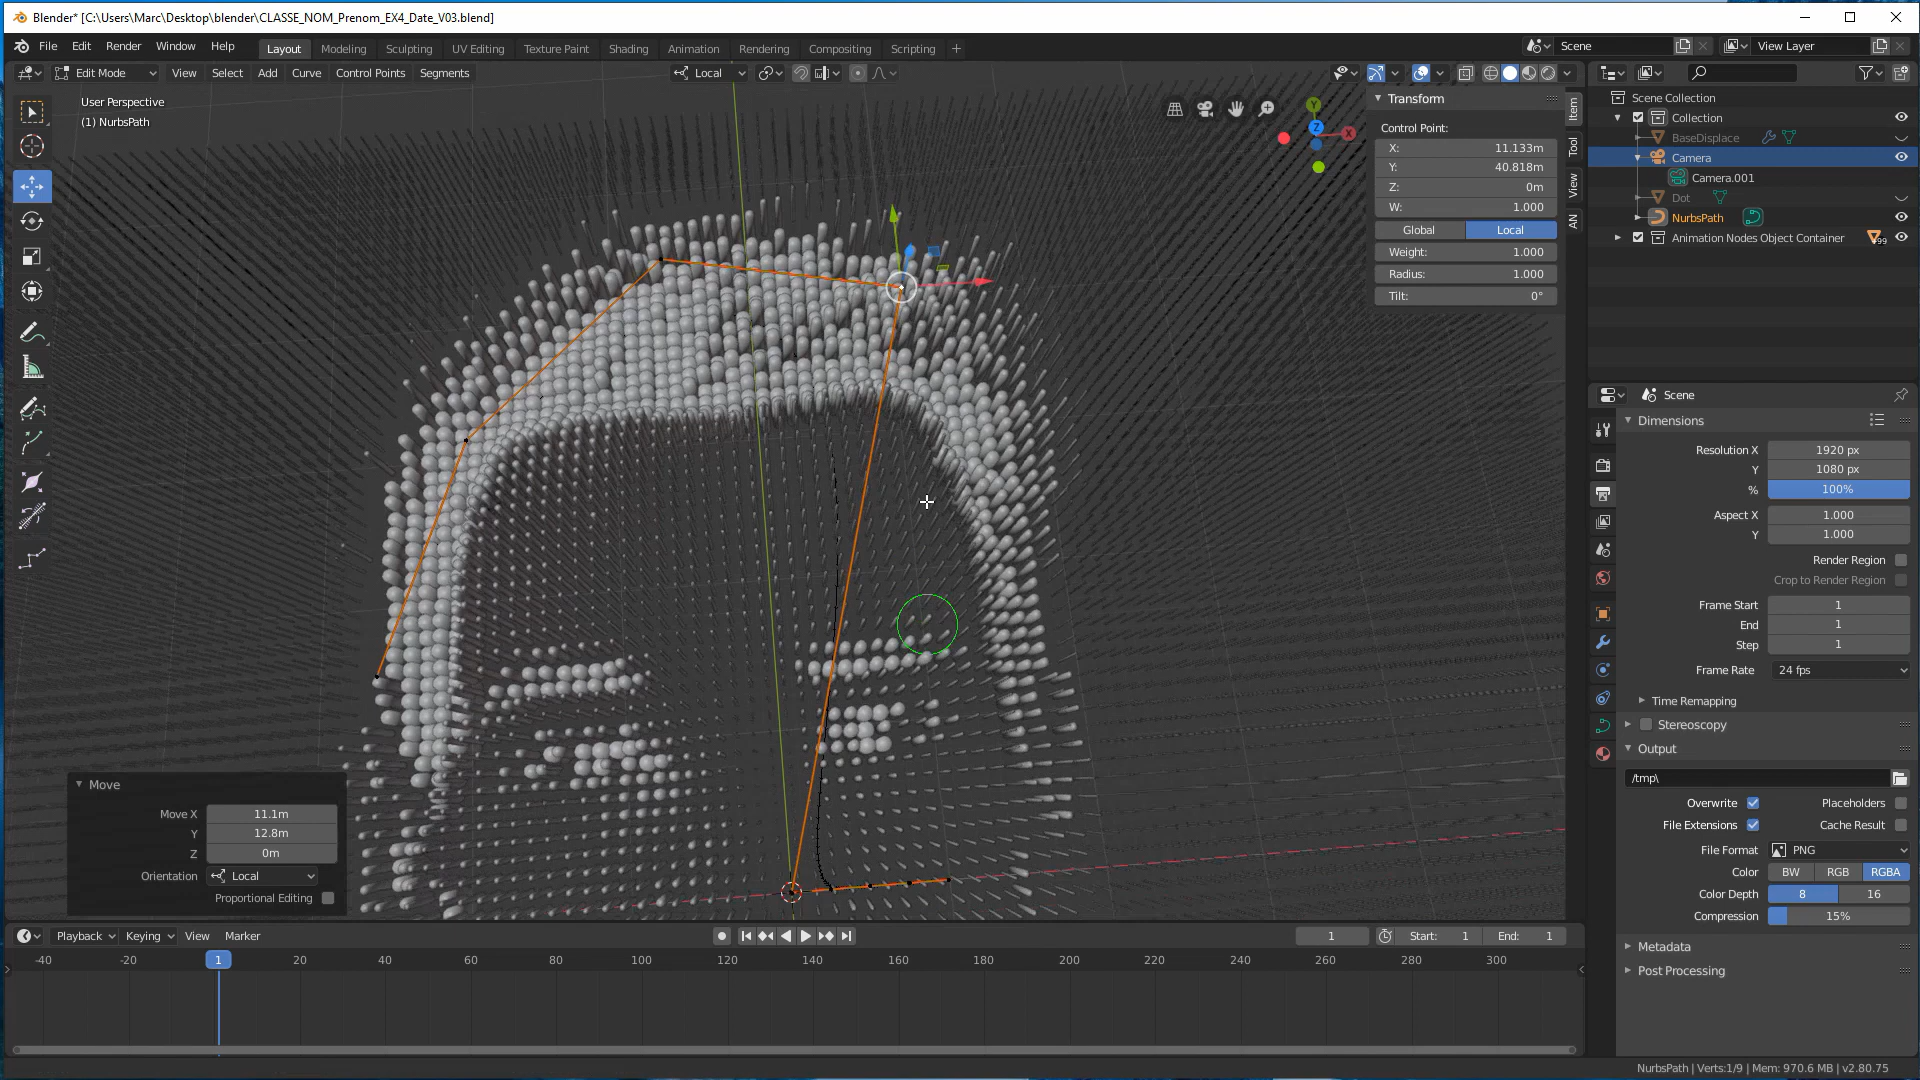 Blender* [C:\Users\Marc\Desktop\blender\CLASSE_NOM_Prenom_EX4_Date_V03.blend]
File Edit Render Window Help Layout Modeling Sculpting UV Editing Texture Paint Shading Animation Rendering Compositing Scripting + Scene View Layer
Edit Mode View Select Add Curve Control Points Segments Local
User Perspective
(1) NurbsPath
Transform
Control Point:
X: 11.133m
Y: 40.818m
Z: 0m
W: 1.000
Global Local
Weight: 1.000
Radius: 1.000
Tilt: 0°
Item
Tool
View
AN
Y
Z
X
Scene Collection
Collection
BaseDisplace
Camera
Camera.001
Dot
NurbsPath
Animation Nodes Object Container
Scene
Dimensions
Resolution X 1920 px
Y 1080 px
% 100%
Aspect X 1.000
Y 1.000
Render Region
Crop to Render Region
Frame Start 1
End 1
Step 1
Frame Rate 24 fps
Time Remapping
Stereoscopy
Output
/tmp\
Overwrite Placeholders
File Extensions Cache Result
File Format PNG
Color BW RGB RGBA
Color Depth 8 16
Compression 15%
Metadata
Post Processing
Move
Move X 11.1m
Y 12.8m
Z 0m
Orientation Local
Proportional Editing
Playback Keying View Marker 1 Start: 1 End: 1
-40 -20 1 20 40 60 80 100 120 140 160 180 200 220 240 260 280 300
NurbsPath | Verts:1/9 | Mem: 970.6 MB | v2.80.75